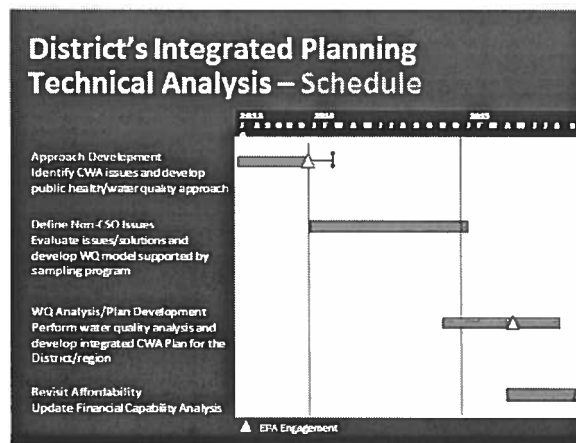 District's Integrated Planning
Technical Analysis – Schedule
Approach Development
Identify CWA issues and develop
public health/water quality approach
Define Non-CSO Issues
Evaluate issues/solutions and
develop WQ model supported by
sampling program
WQ Analysis/Plan Development
Perform water quality analysis and
develop integrated CWA Plan for the
District/region
Revisit Affordability
Update Financial Capability Analysis
EPA Engagement